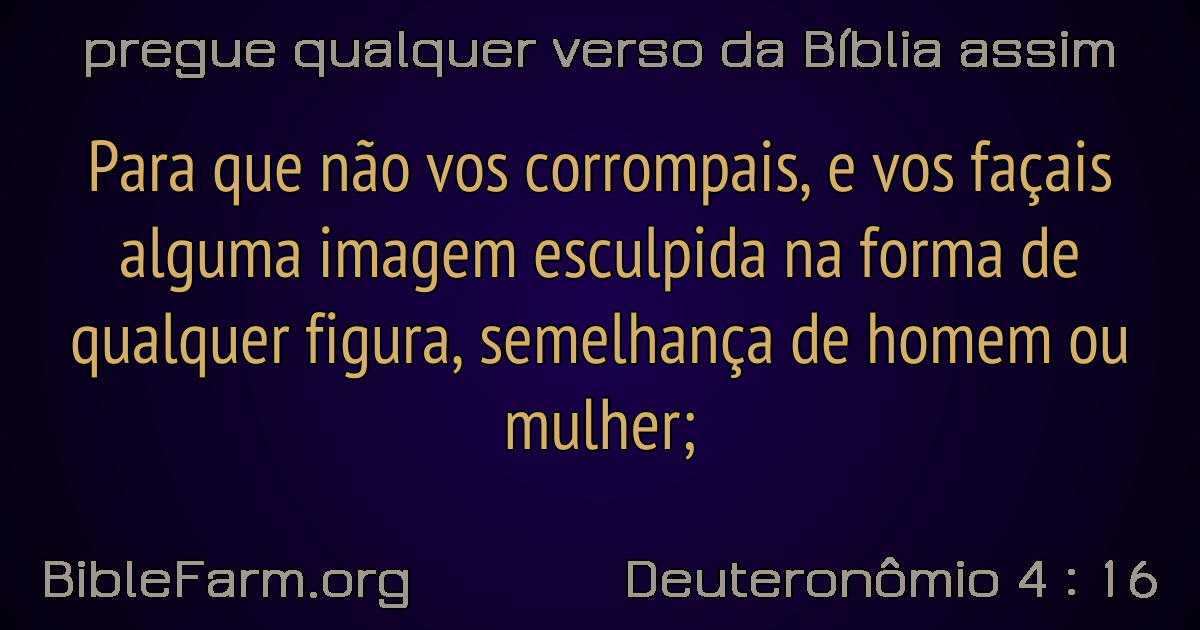 pregue qualquer verso da Bíblia assim
Para que não vos corrompais, e vos façais
alguma imagem esculpida na forma de
qualquer figura, semelhança de homem ou
mulher;
BibleFarm.org
Deuteronômio 4 : 16